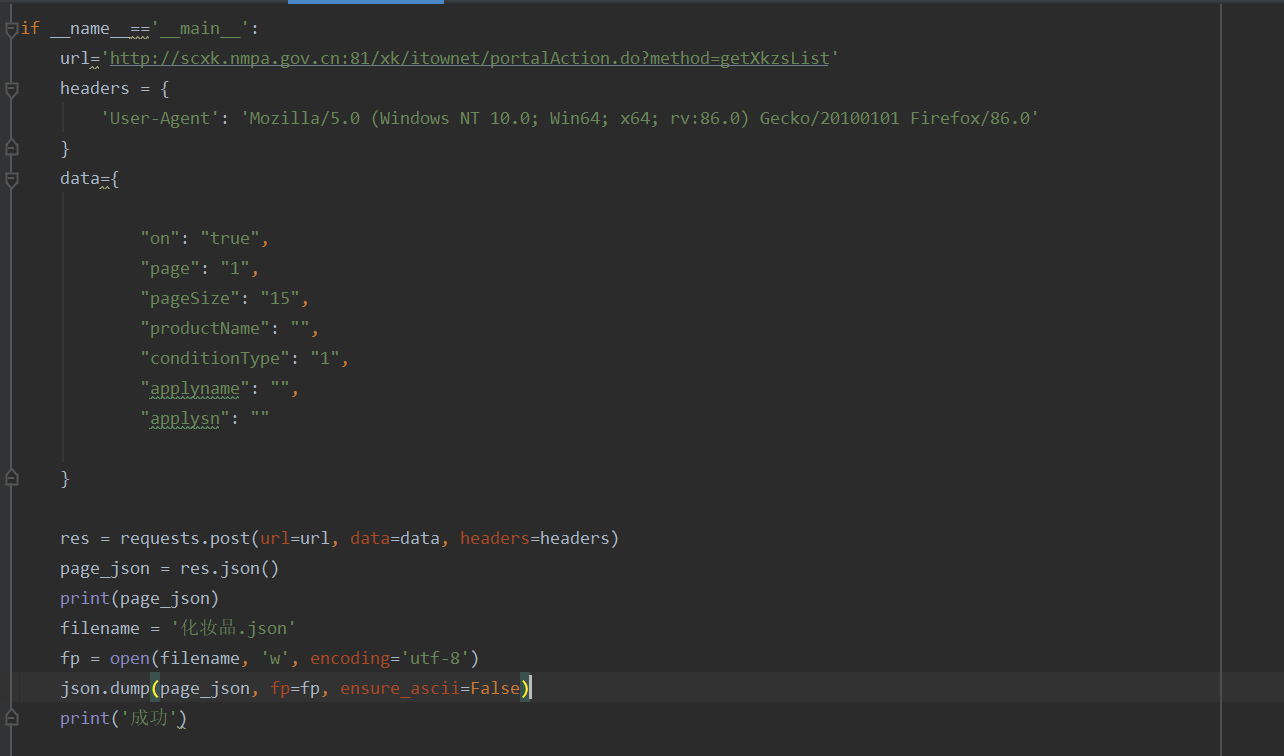 if __name__=='__main__':
    url='http://scxk.nmpa.gov.cn:81/xk/itownet/portalAction.do?method=getXkzsList'
    headers = {
        'User-Agent': 'Mozilla/5.0 (Windows NT 10.0; Win64; x64; rv:86.0) Gecko/20100101 Firefox/86.0'
    }
    data={
            "on": "true",
            "page": "1",
            "pageSize": "15",
            "productName": "",
            "conditionType": "1",
            "applyname": "",
            "applysn": ""
    }
    res = requests.post(url=url, data=data, headers=headers)
    page_json = res.json()
    print(page_json)
    filename = '化妆品.json'
    fp = open(filename, 'w', encoding='utf-8')
    json.dump(page_json, fp=fp, ensure_ascii=False)
    print('成功')